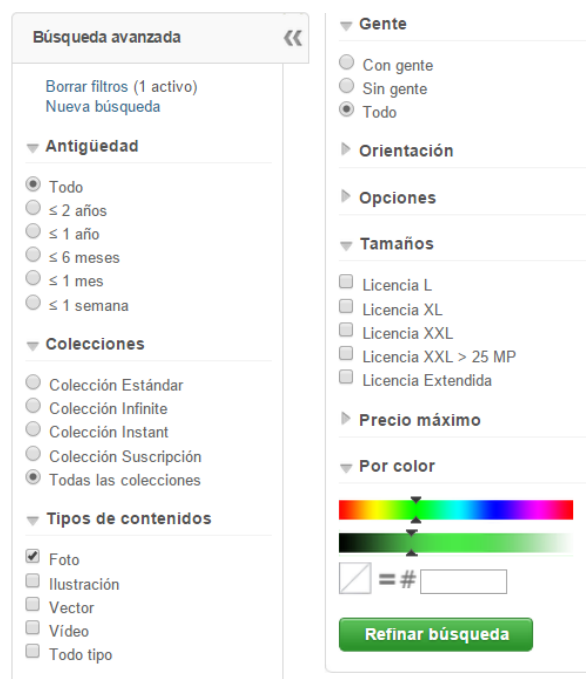 Búsqueda avanzada
Borrar filtros (1 activo)
Nueva búsqueda
Antigüedad
Todo
≤ 2 años
≤ 1 año
≤ 6 meses
≤ 1 mes
≤ 1 semana
Colecciones
Colección Estándar
Colección Infinite
Colección Instant
Colección Suscripción
Todas las colecciones
Tipos de contenidos
Foto
Ilustración
Vector
Vídeo
Todo tipo
Gente
Con gente
Sin gente
Todo
Orientación
Opciones
Tamaños
Licencia L
Licencia XL
Licencia XXL
Licencia XXL > 25 MP
Licencia Extendida
Precio máximo
Por color
= #
Refinar búsqueda